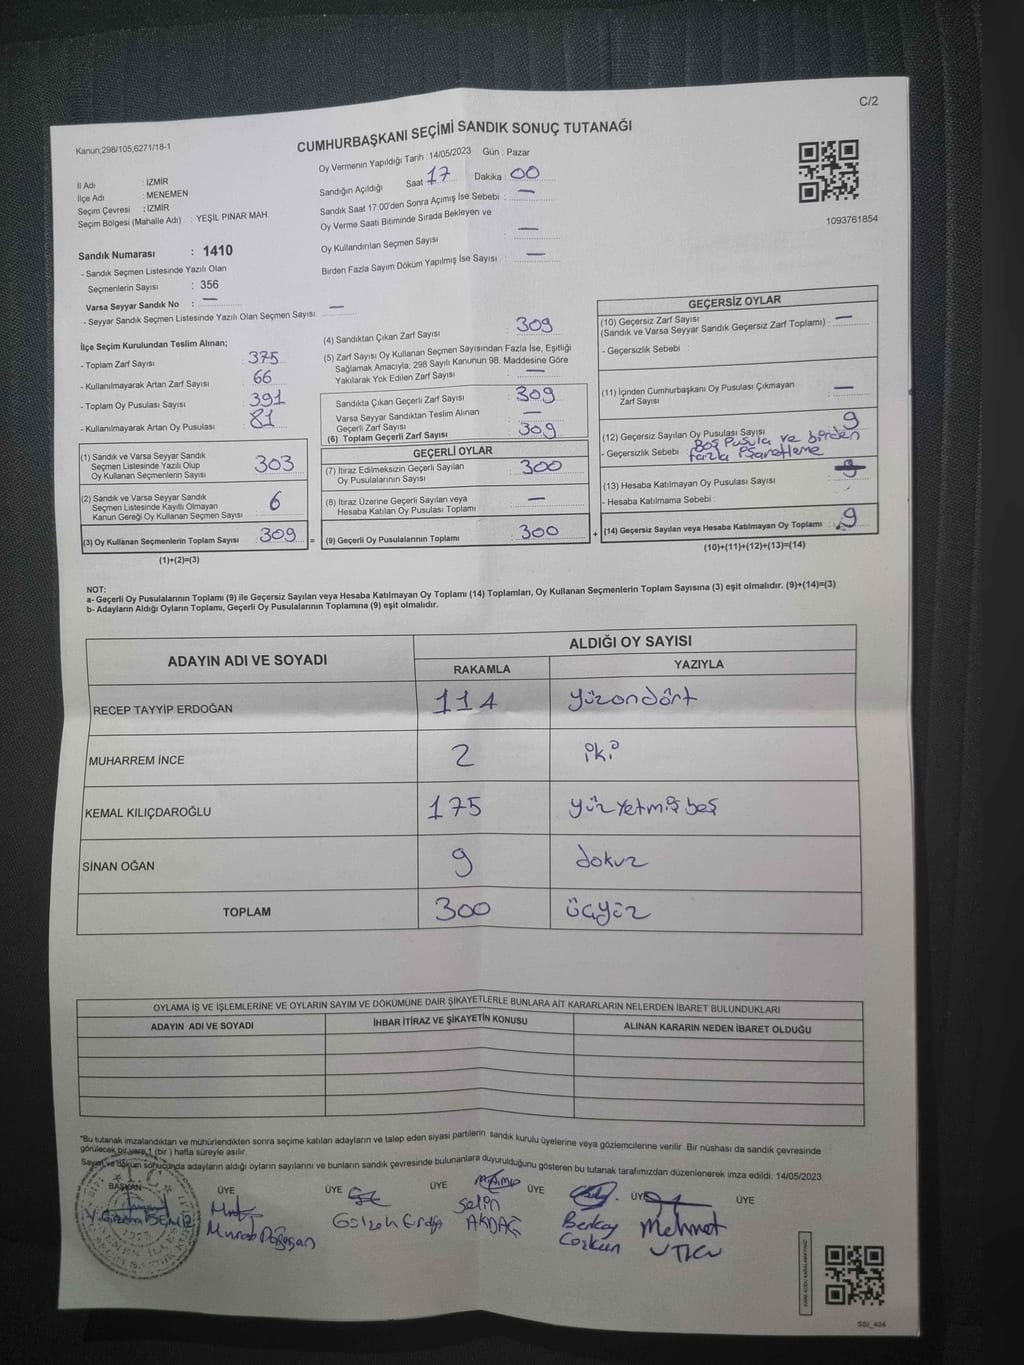 C/2
Kanun;298/105,6271/18-1
CUMHURBAŞKANI SEÇİMİ SANDIK SONUÇ TUTANAĞI
Oy Vermenin Yapıldığı Tarih : 14/05/2023 Gün : Pazar
İl Adı : İZMİR
İlçe Adı : MENEMEN
Seçim Çevresi : İZMİR
Seçim Bölgesi (Mahalle Adı) : YEŞİL PINAR MAH.
Sandığın Açıldığı Saat 17 Dakika : 00
Sandık Saat 17:00'den Sonra Açımış İse Sebebi : —
Oy Verme Saati Bitiminde Sırada Bekleyen ve
Oy Kullandırılan Seçmen Sayısı : —
Birden Fazla Sayım Döküm Yapılmış İse Sayısı : —
1093761854
Sandık Numarası : 1410
- Sandık Seçmen Listesinde Yazılı Olan
Seçmenlerin Sayısı : 356
Varsa Seyyar Sandık No : —
- Seyyar Sandık Seçmen Listesinde Yazılı Olan Seçmen Sayısı: —
İlçe Seçim Kurulundan Teslim Alınan;
- Toplam Zarf Sayısı 375
- Kullanılmayarak Artan Zarf Sayısı 66
- Toplam Oy Pusulası Sayısı 391
- Kullanılmayarak Artan Oy Pusulası 81
(1) Sandık ve Varsa Seyyar Sandık
Seçmen Listesinde Yazılı Olup
Oy Kullanan Seçmenlerin Sayısı 303
(2) Sandık ve Varsa Seyyar Sandık
Seçmen Listesinde Kayıtlı Olmayan
Kanun Gereği Oy Kullanan Seçmen Sayısı 6
(3) Oy Kullanan Seçmenlerin Toplam Sayısı : 309 =
(1)+(2)=(3)
(4) Sandıktan Çıkan Zarf Sayısı : 309
(5) Zarf Sayısı Oy Kullanan Seçmen Sayısından Fazla İse, Eşitliği
Sağlamak Amacıyla; 298 Sayılı Kanunun 98. Maddesine Göre
Yakılarak Yok Edilen Zarf Sayısı : —
Sandıkta Çıkan Geçerli Zarf Sayısı : 309
Varsa Seyyar Sandıktan Teslim Alınan
Geçerli Zarf Sayısı : —
(6) Toplam Geçerli Zarf Sayısı : 309
GEÇERLİ OYLAR
(7) İtiraz Edilmeksizin Geçerli Sayılan
Oy Pusulalarının Sayısı : 300
(8) İtiraz Üzerine Geçerli Sayılan veya
Hesaba Katılan Oy Pusulası Toplamı : —
(9) Geçerli Oy Pusulalarının Toplamı : 300 +
GEÇERSİZ OYLAR
(10) Geçersiz Zarf Sayısı
(Sandık ve Varsa Seyyar Sandık Geçersiz Zarf Toplamı) : —
- Geçersizlik Sebebi :
(11) İçinden Cumhurbaşkanı Oy Pusulası Çıkmayan
Zarf Sayısı : —
(12) Geçersiz Sayılan Oy Pusulası Sayısı : 9
- Geçersizlik Sebebi : Boş Pusula ve birden
fazla işaretleme
(13) Hesaba Katılmayan Oy Pusulası Sayısı : 9
- Hesaba Katılmama Sebebi :
(14) Geçersiz Sayılan veya Hesaba Katılmayan Oy Toplamı : 9
(10)+(11)+(12)+(13)=(14)
NOT:
a- Geçerli Oy Pusulalarının Toplamı (9) ile Geçersiz Sayılan veya Hesaba Katılmayan Oy Toplamı (14) Toplamları, Oy Kullanan Seçmenlerin Toplam Sayısına (3) eşit olmalıdır. (9)+(14)=(3)
b- Adayların Aldığı Oyların Toplamı, Geçerli Oy Pusulalarının Toplamına (9) eşit olmalıdır.
ADAYIN ADI VE SOYADI
ALDIĞI OY SAYISI
RAKAMLA YAZIYLA
RECEP TAYYİP ERDOĞAN 114 yüzondört
MUHARREM İNCE 2 iki
KEMAL KILIÇDAROĞLU 175 yüzyetmişbeş
SİNAN OĞAN 9 dokuz
TOPLAM 300 üçyüz
OYLAMA İŞ VE İŞLEMLERİNE VE OYLARIN SAYIM VE DÖKÜMÜNE DAİR ŞİKAYETLERLE BUNLARA AİT KARARLARIN NELERDEN İBARET BULUNDUKLARI
ADAYIN ADI VE SOYADI İHBAR İTİRAZ VE ŞİKAYETİN KONUSU ALINAN KARARIN NEDEN İBARET OLDUĞU
*Bu tutanak imzalandıktan ve mühürlendikten sonra seçime katılan adayların ve talep eden siyasi partilerin sandık kurulu üyelerine veya gözlemcilerine verilir. Bir nüshası da sandık çevresinde
görülecek bir yere 1 (bir ) hafta süreyle asılır.
Sayım ve döküm sonucunda adayların aldığı oyların sayılarını ve bunların sandık çevresinde bulunanlara duyurulduğunu gösteren bu tutanak tarafımızdan düzenlenerek imza edildi. 14/05/2023
BAŞKAN ÜYE ÜYE ÜYE ÜYE ÜYE ÜYE
Selin
AKDAĞ
Berkay
Coşkun
Mehmet
UTKU
SSI_404